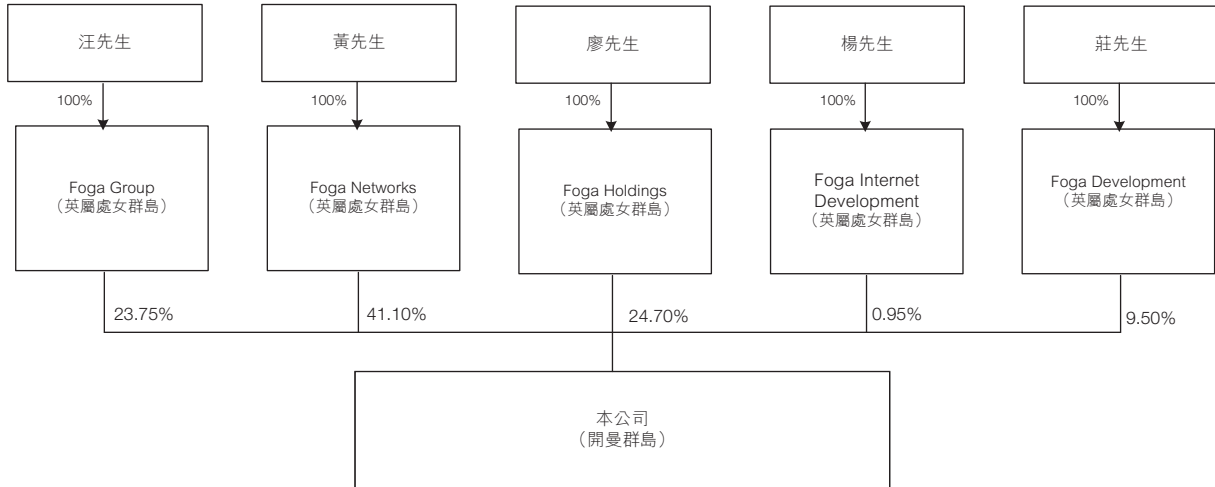 汪先生
黃先生
廖先生
楊先生
莊先生
100%
100%
100%
100%
100%
Foga Group
（英屬處女群島）
Foga Networks
（英屬處女群島）
Foga Holdings
（英屬處女群島）
Foga Internet
Development
（英屬處女群島）
Foga Development
（英屬處女群島）
23.75%
41.10%
24.70%
0.95%
9.50%
本公司
（開曼群島）